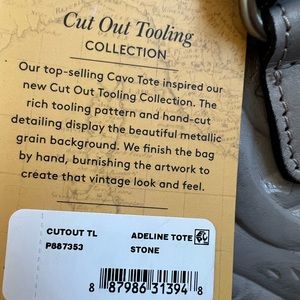 Cut Out Tooling
COLLECTION
Our top-selling Cavo Tote inspired our
new Cut Out Tooling Collection. The
rich tooling pattern and hand-cut
detailing display the beautiful metallic
grain background. We finish the bag
by hand, burnishing the artwork to
create that vintage look and feel.
CUTOUT TL ADELINE TOTE
P887353 STONE
8 87986 31394 8